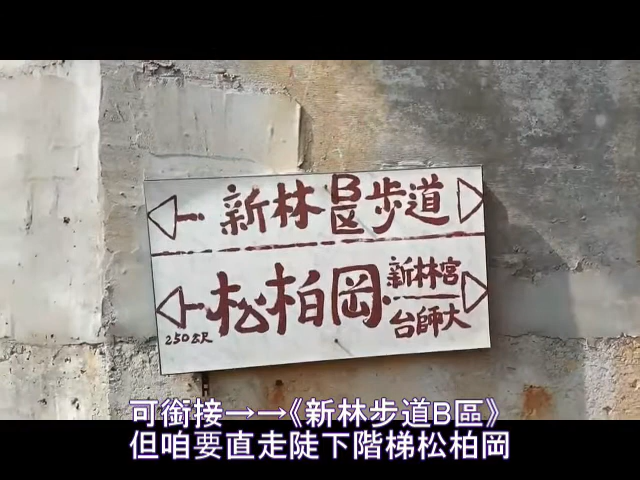 新林B区步道
松柏岡 新林宮
250公尺 台師大
可銜接→→《新林步道B區》
但咱要直走陡下階梯松柏岡